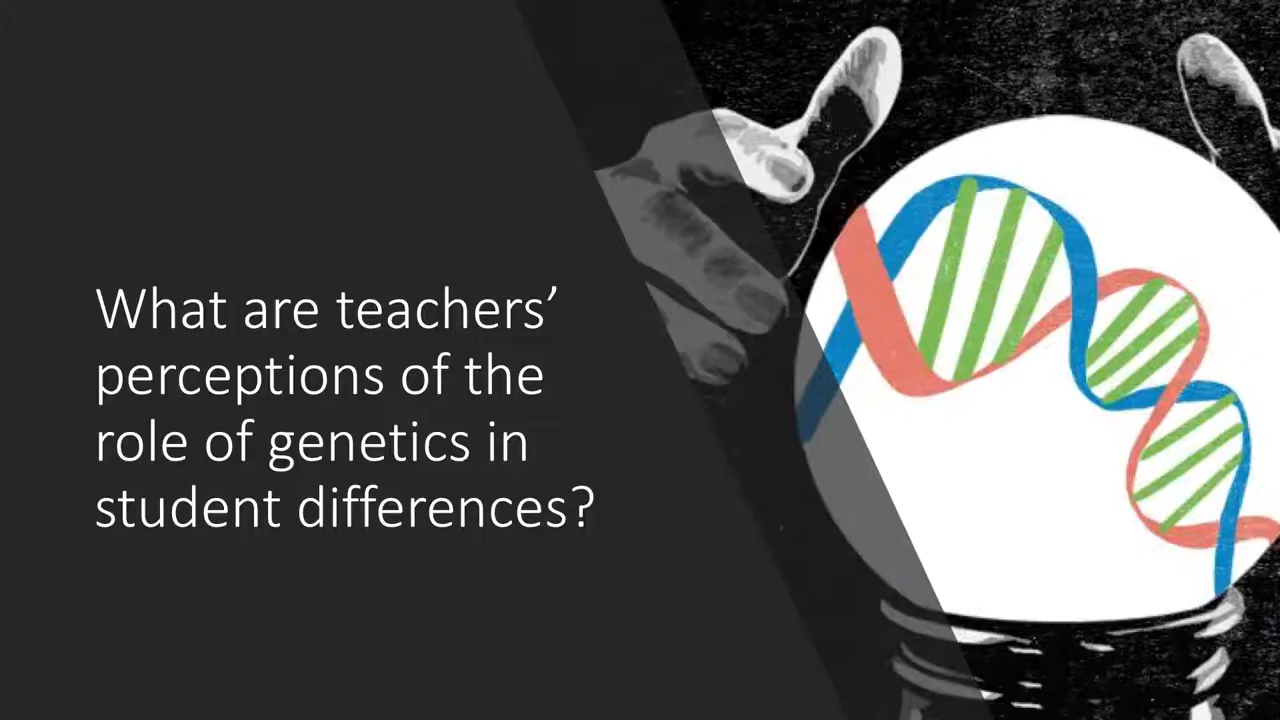 What are teachers’
perceptions of the
role of genetics in
student differences?